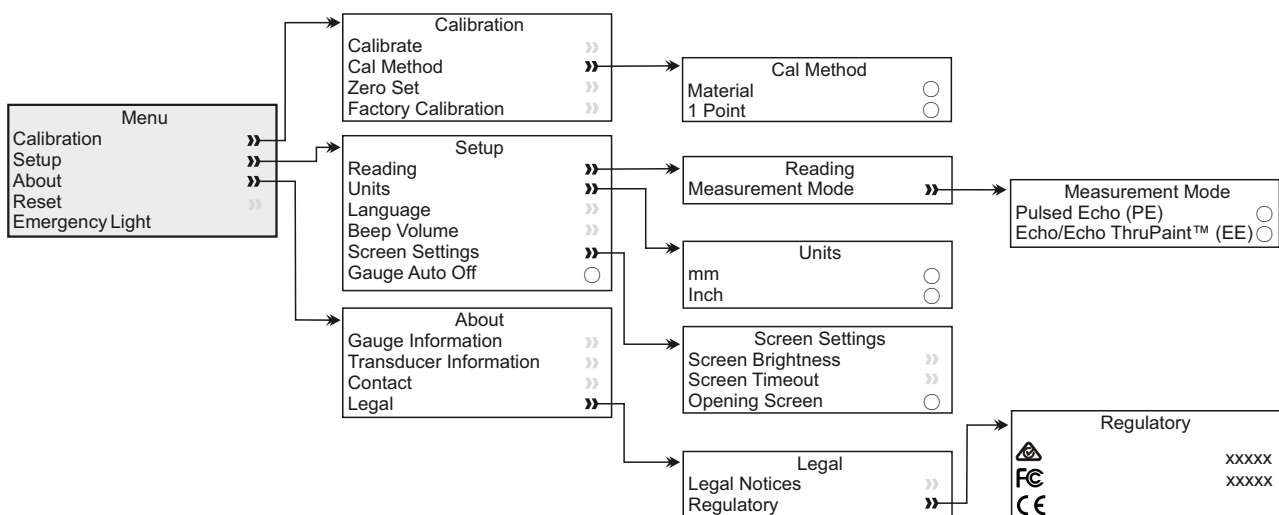 Menu
Calibration
Setup
About
Reset
Emergency Light
Calibration
Calibrate
Cal Method
Zero Set
Factory Calibration
Cal Method
Material
1 Point
Setup
Reading
Units
Language
Beep Volume
Screen Settings
Gauge Auto Off
Reading
Measurement Mode
Measurement Mode
Pulsed Echo (PE)
Echo/Echo ThruPaint™ (EE)
Units
mm
Inch
Screen Settings
Screen Brightness
Screen Timeout
Opening Screen
About
Gauge Information
Transducer Information
Contact
Legal
Legal
Legal Notices
Regulatory
Regulatory
xxxxx
FC xxxxx
CE